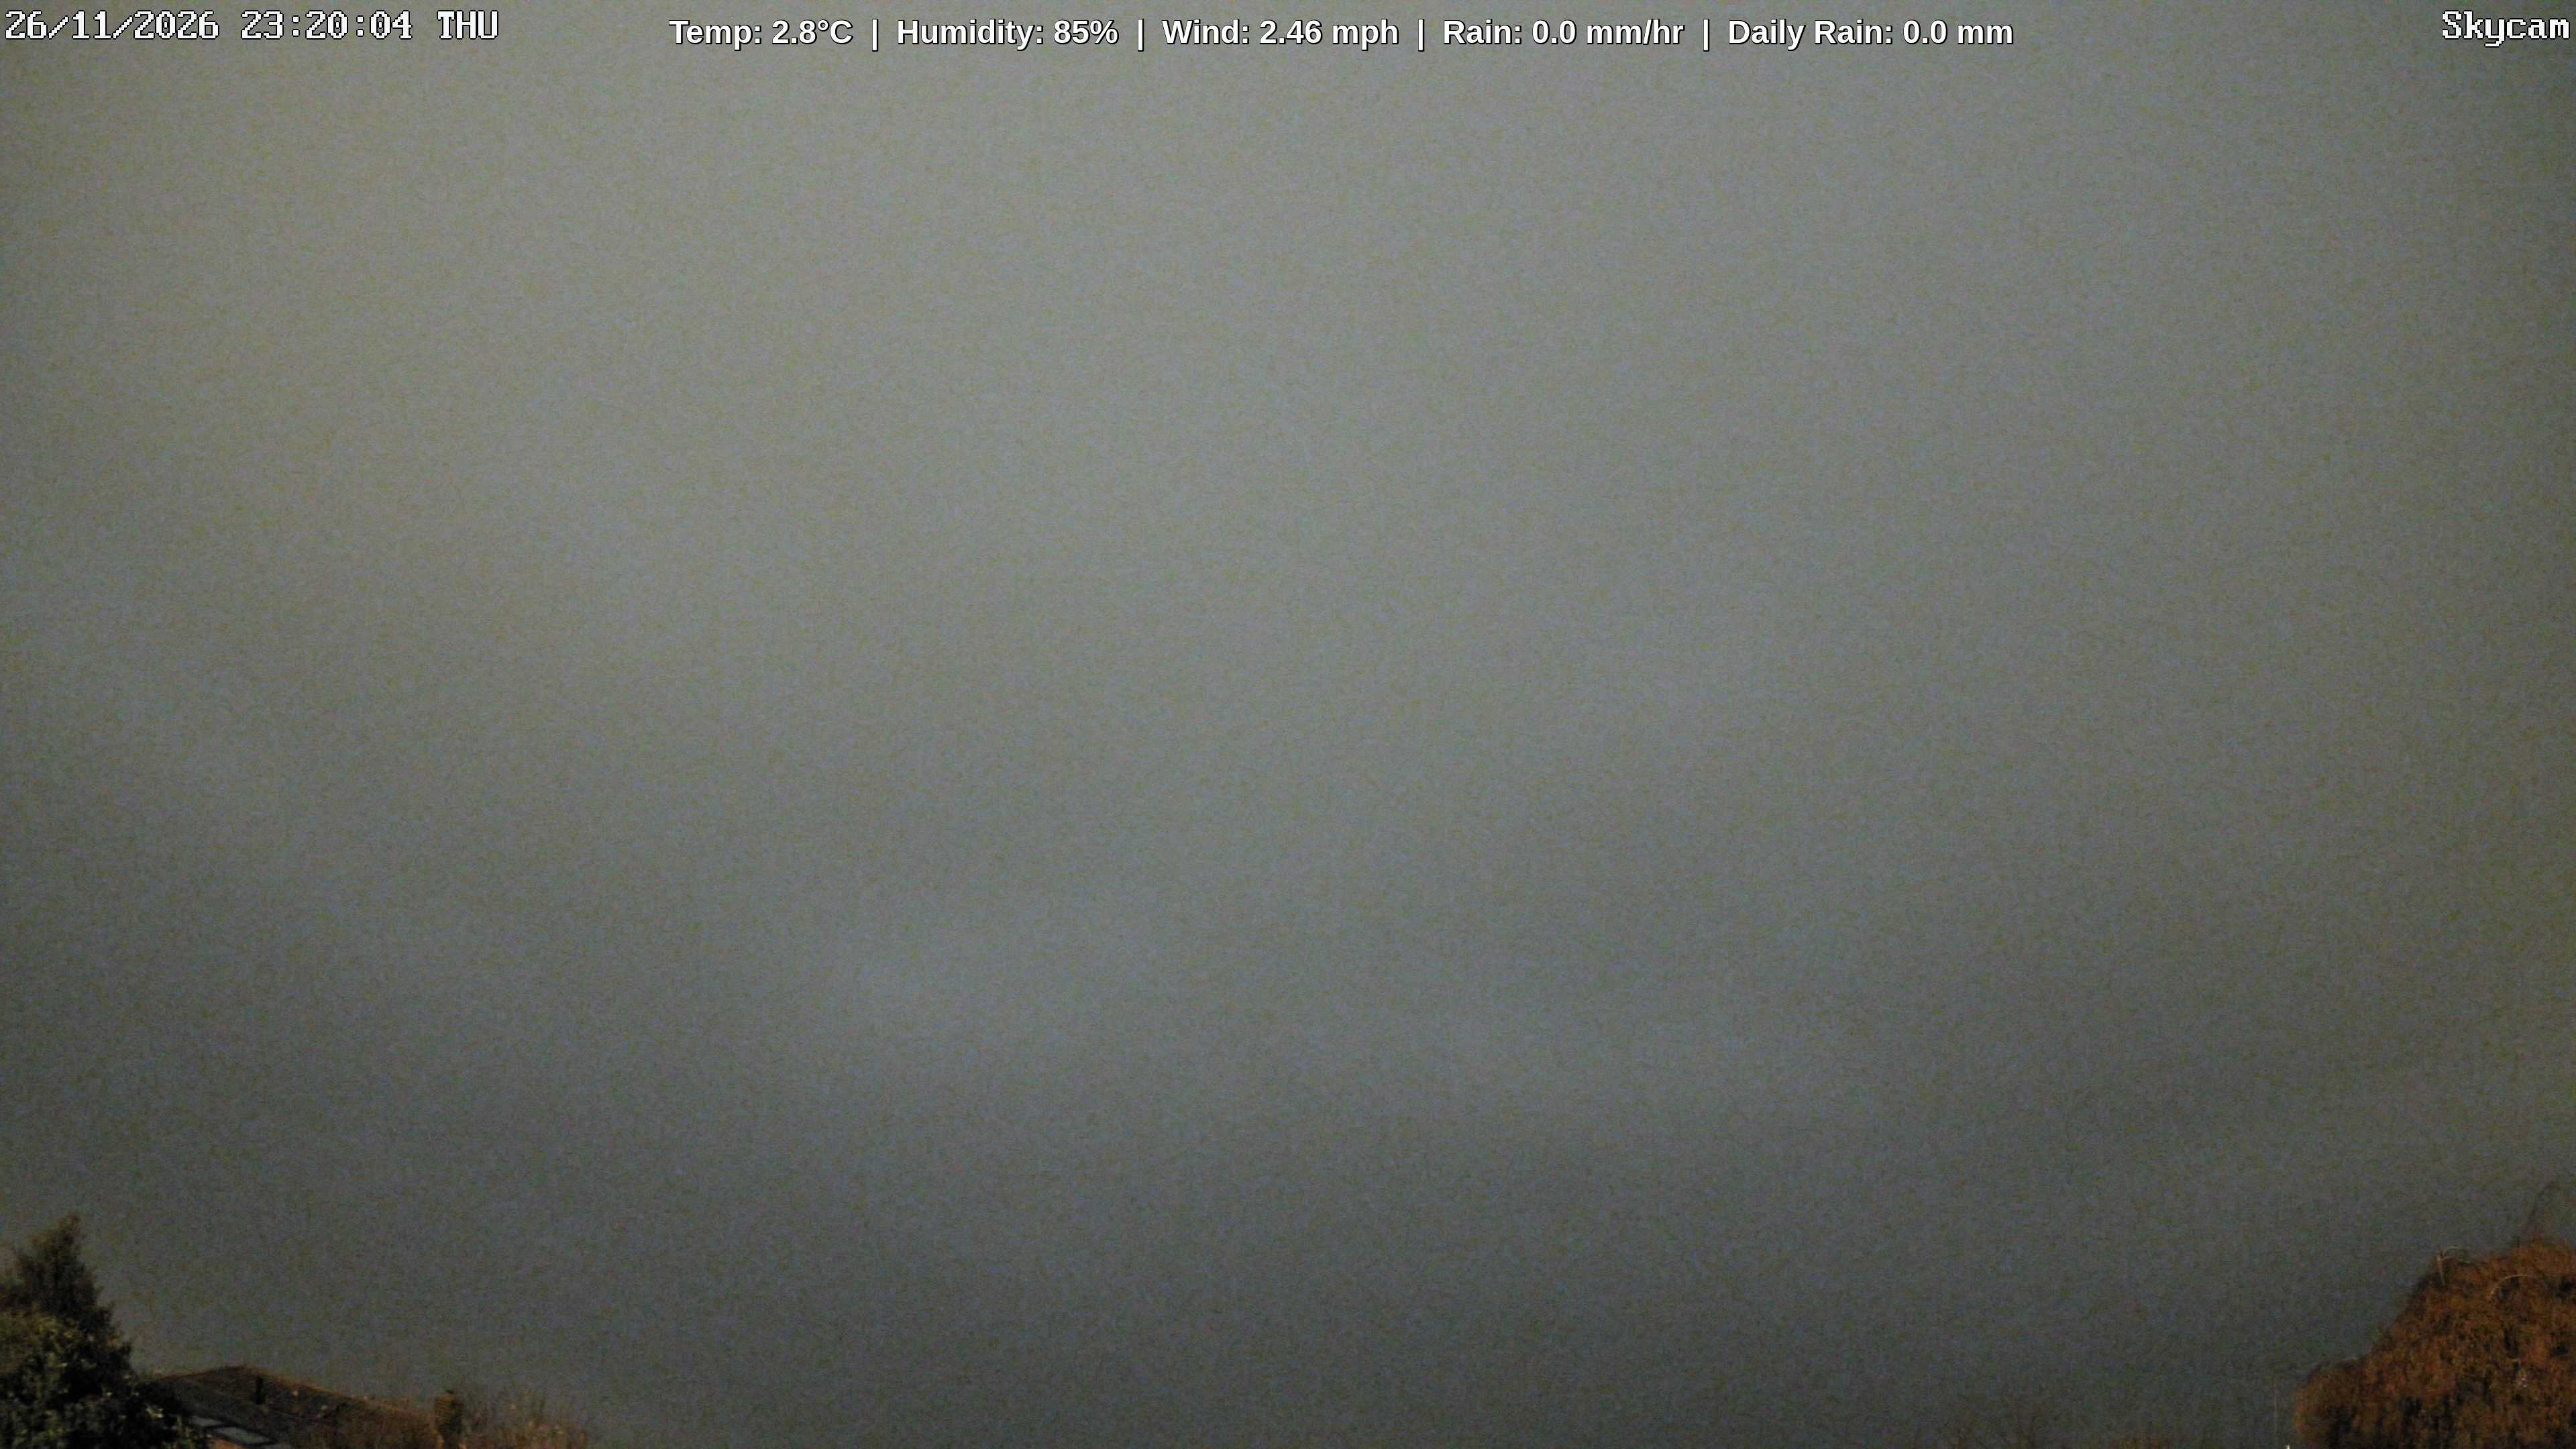 26/11/2026 23:20:04 THU
Temp: 2.8°C | Humidity: 85% | Wind: 2.46 mph | Rain: 0.0 mm/hr | Daily Rain: 0.0 mm
Skycam